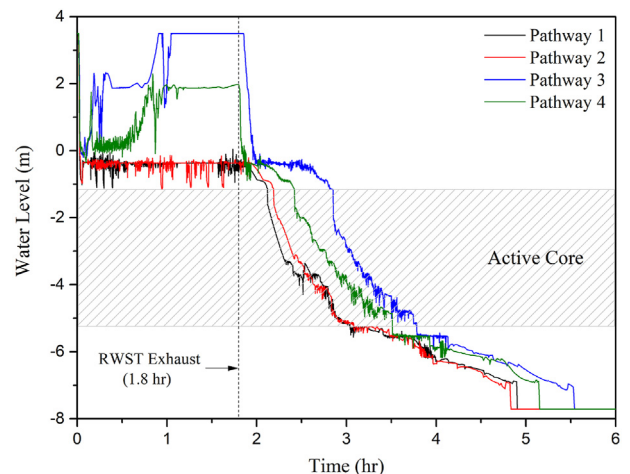 4
2
0
-2
-4
-6
-8
Water Level (m)
Pathway 1
Pathway 2
Pathway 3
Pathway 4
Active Core
RWST Exhaust
(1.8 hr)
0 1 2 3 4 5 6
Time (hr)